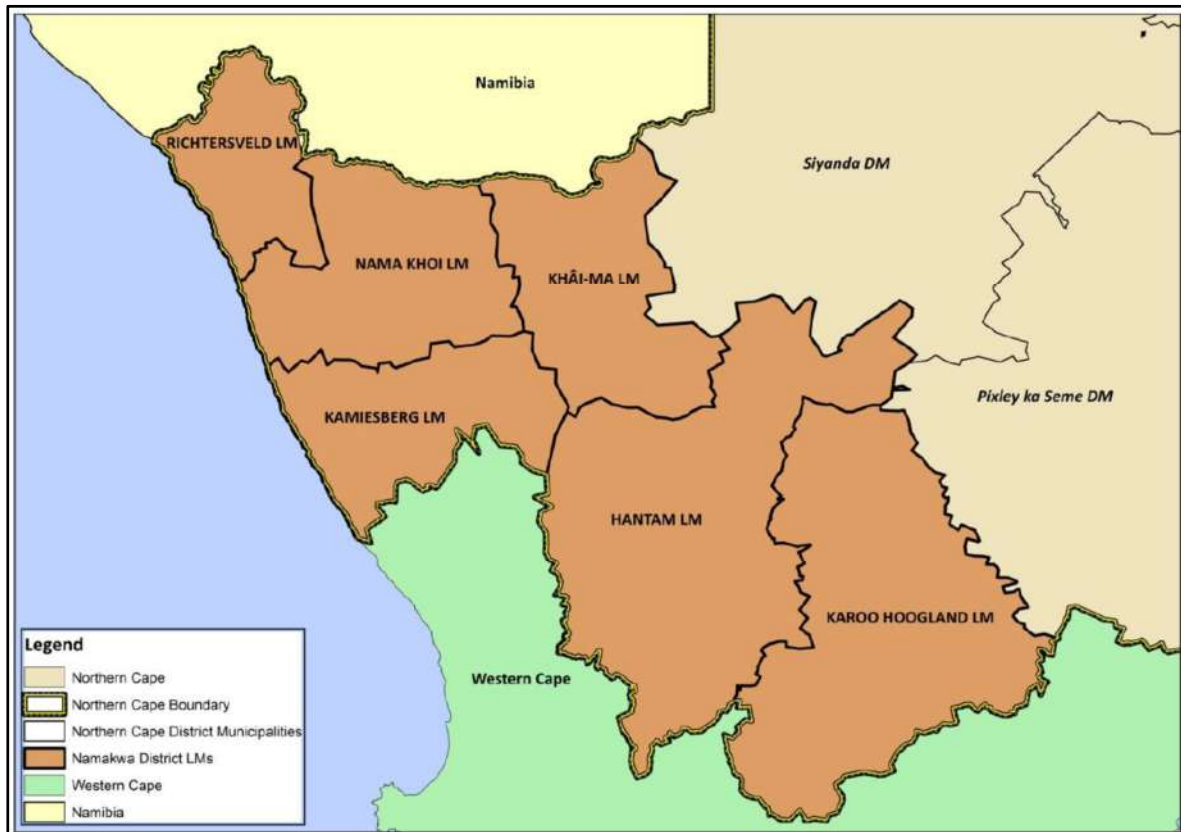 Namibia
RICHTERSVELD LM
Siyanda DM
NAMA KHOI LM
KHÂI-MA LM
KAMIESBERG LM
Pixley ka Seme DM
HANTAM LM
KAROO HOOGLAND LM
Western Cape
Legend
Northern Cape
Northern Cape Boundary
Northern Cape District Municipalities
Namakwa District LMs
Western Cape
Namibia